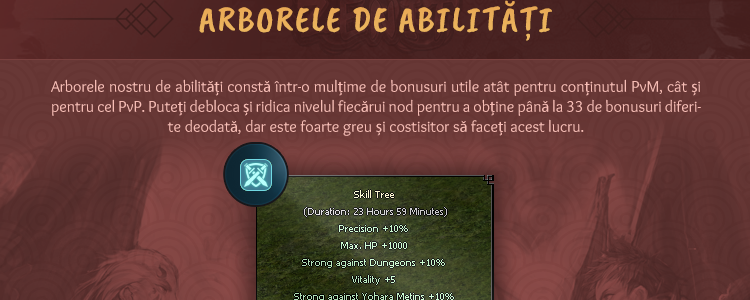 ARBORELE DE ABILITĂȚI
Arborele nostru de abilități constă într-o mulțime de bonusuri utile atât pentru conținutul PvM, cât și
pentru cel PvP. Puteți debloca și ridica nivelul fiecărui nod pentru a obține până la 33 de bonusuri diferi-
te deodată, dar este foarte greu și costisitor să faceți acest lucru.
Skill Tree
(Duration: 23 Hours 59 Minutes)
Precision +10%
Max. HP +1000
Strong against Dungeons +10%
Vitality +5
Strong against Yohara Metins +10%